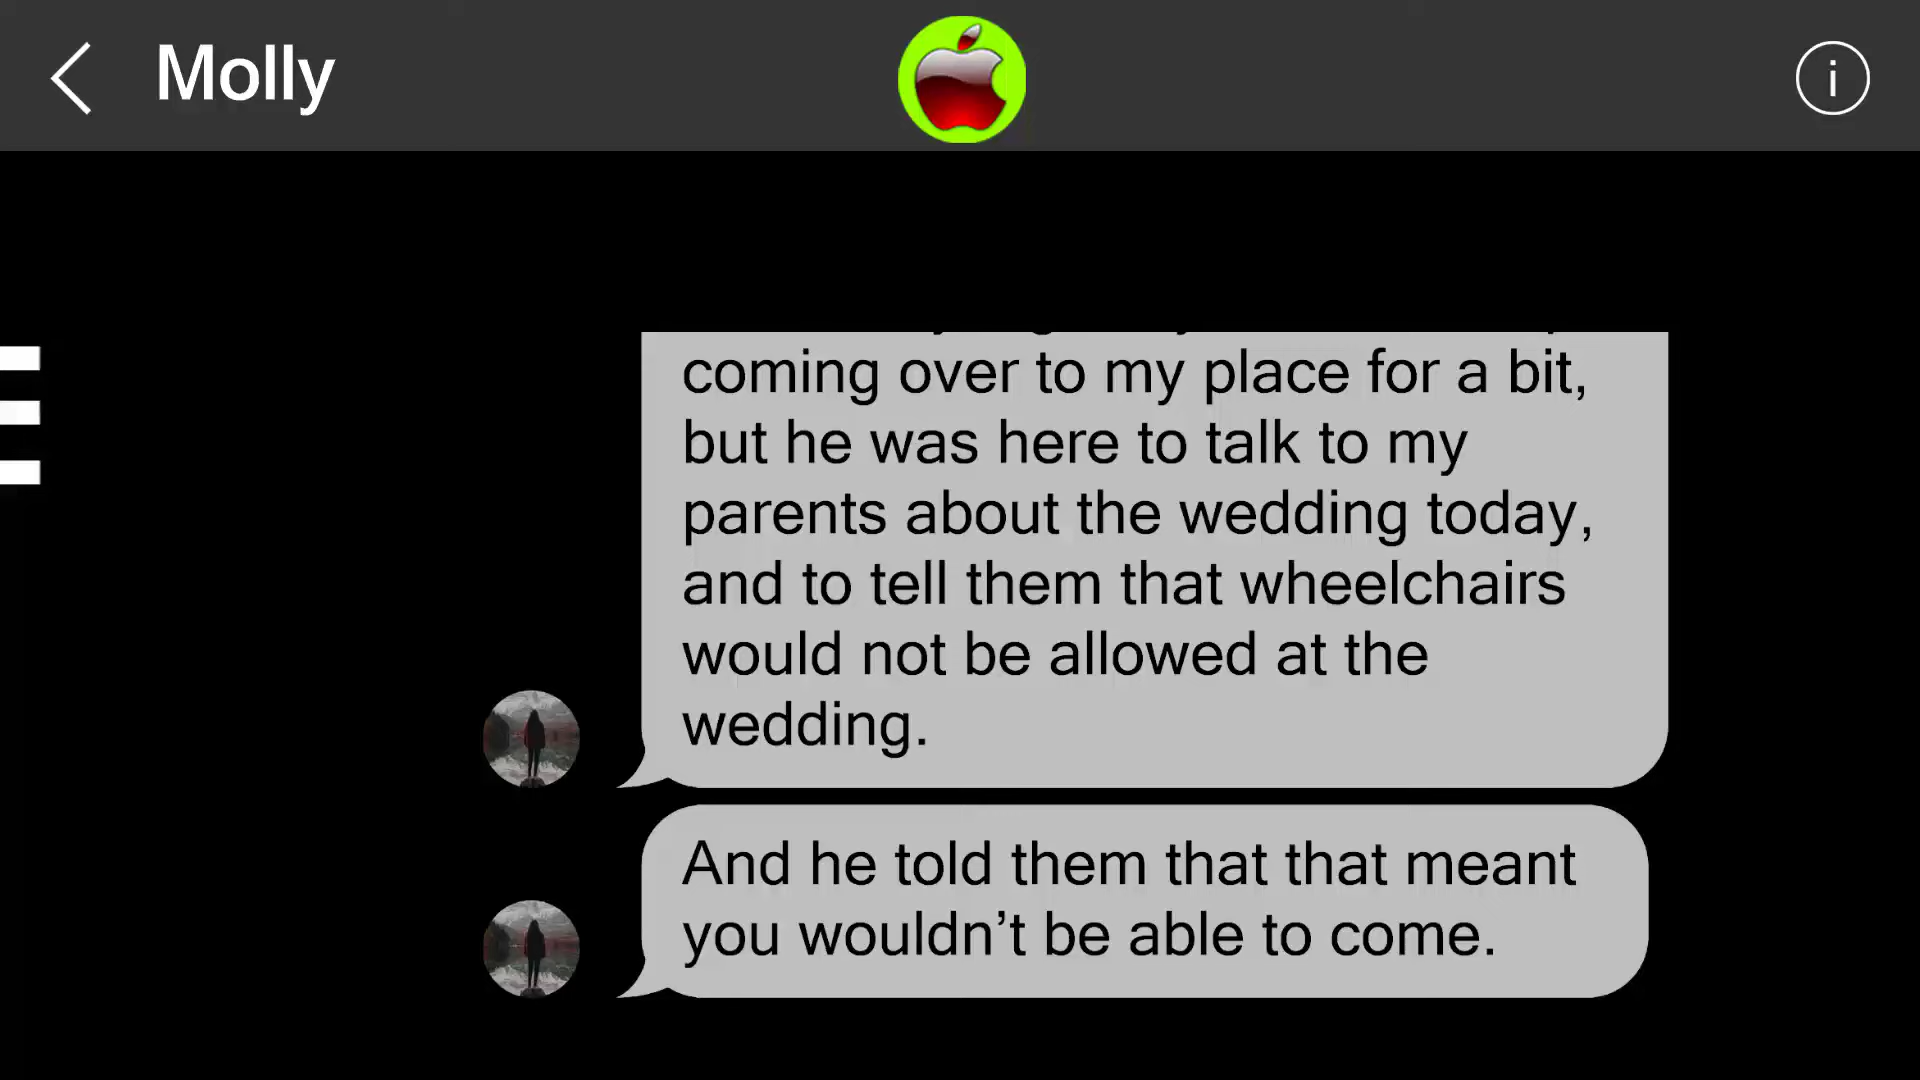 Molly
i
coming over to my place for a bit,
but he was here to talk to my
parents about the wedding today,
and to tell them that wheelchairs
would not be allowed at the
wedding.
And he told them that that meant
you wouldn’t be able to come.